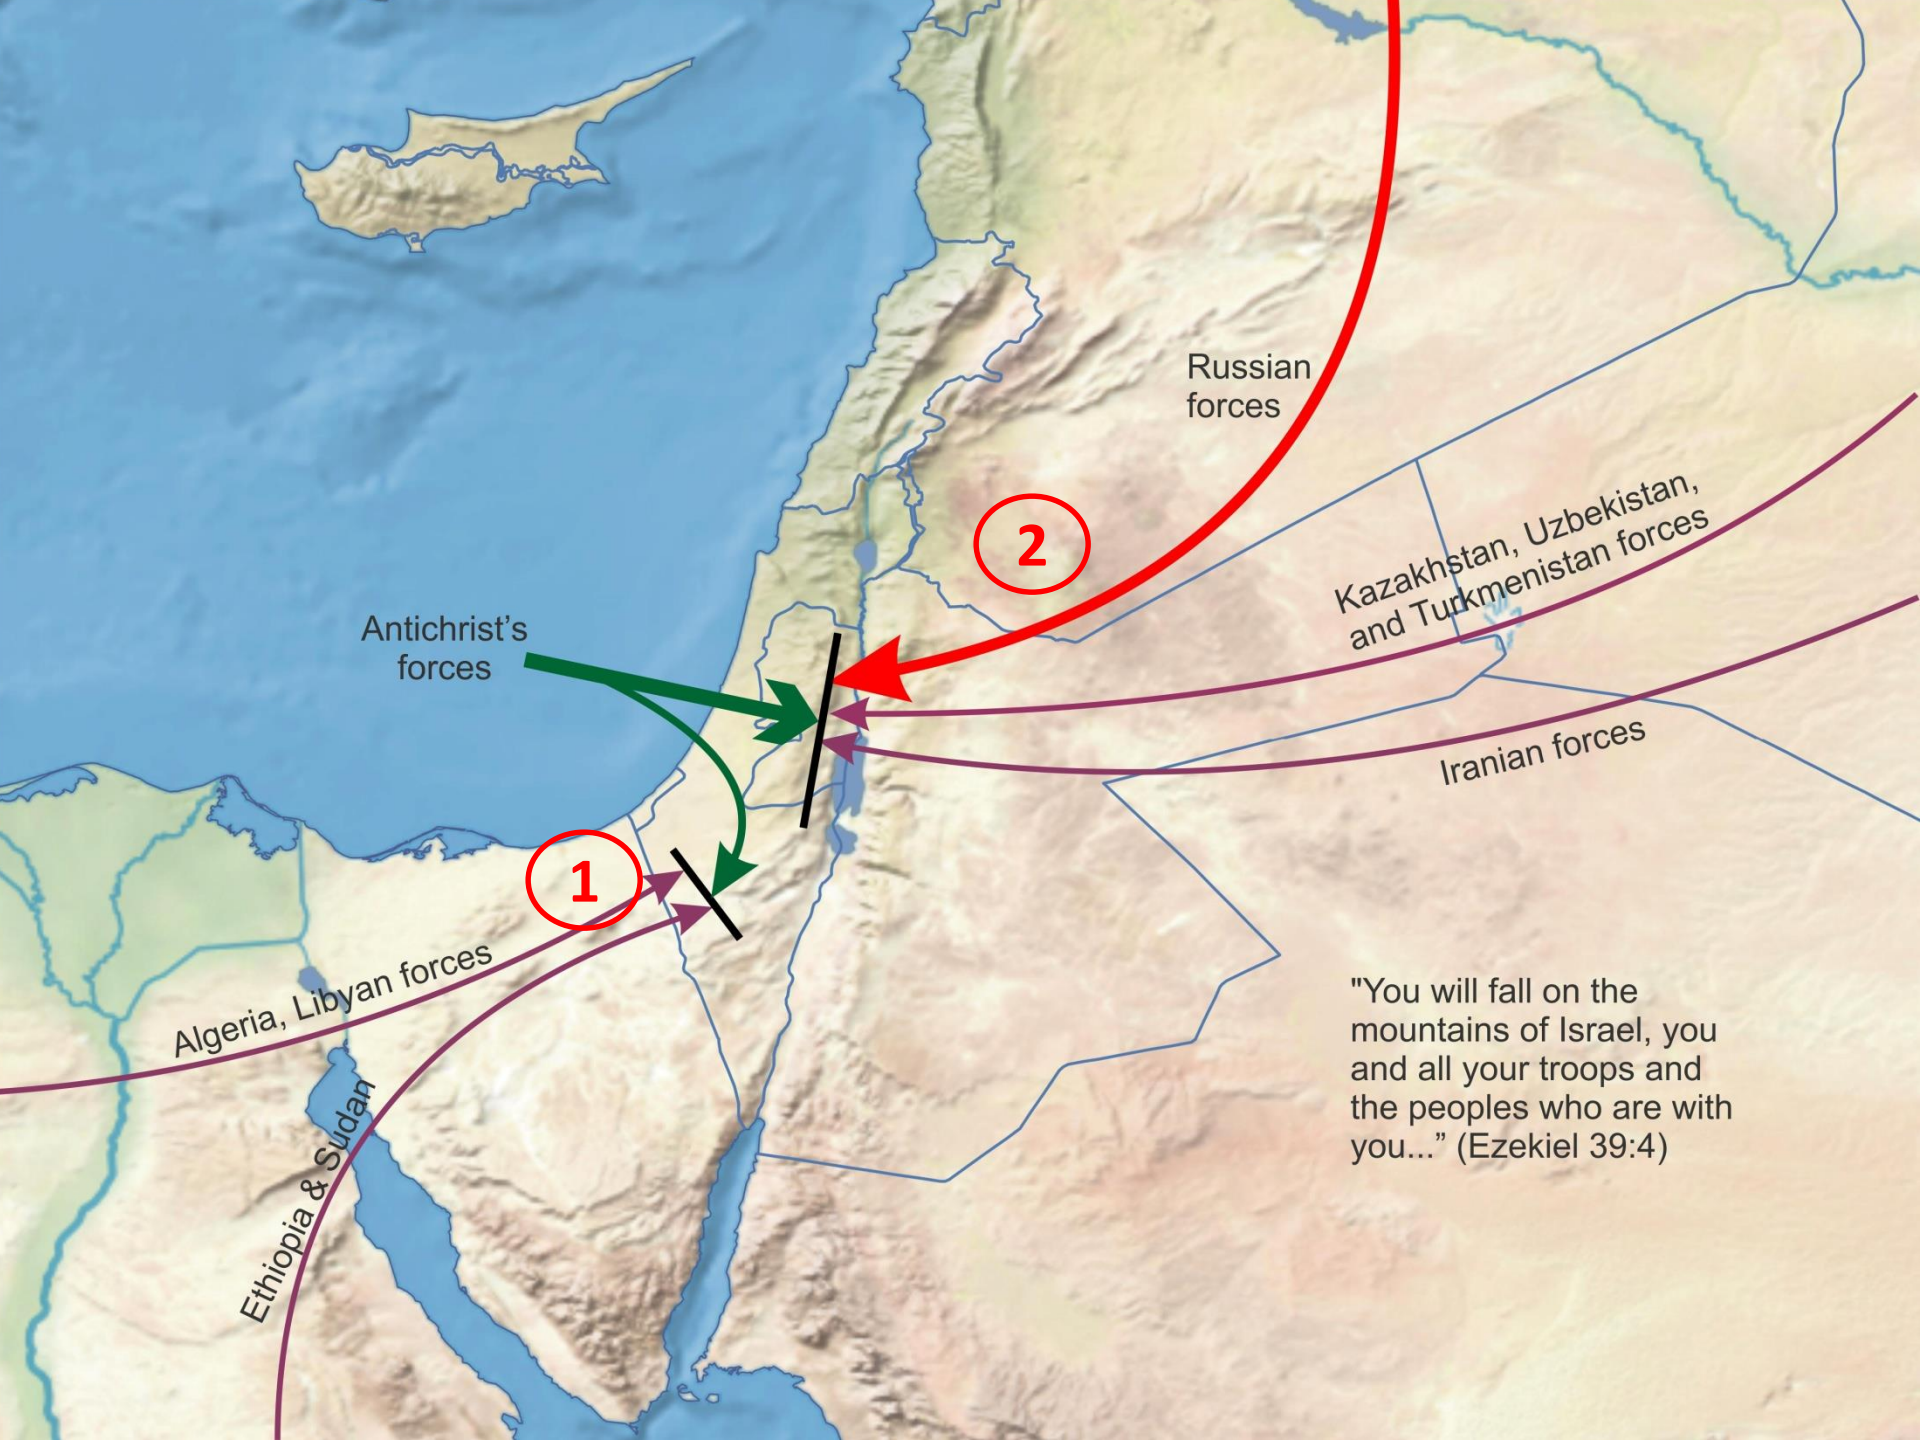 Russian
forces
2
Kazakhstan, Uzbekistan,
and Turkmenistan forces
Antichrist's
forces
Iranian forces
1
Algeria, Libyan forces
Ethiopia & Sudan
"You will fall on the
mountains of Israel, you
and all your troops and
the peoples who are with
you...” (Ezekiel 39:4)